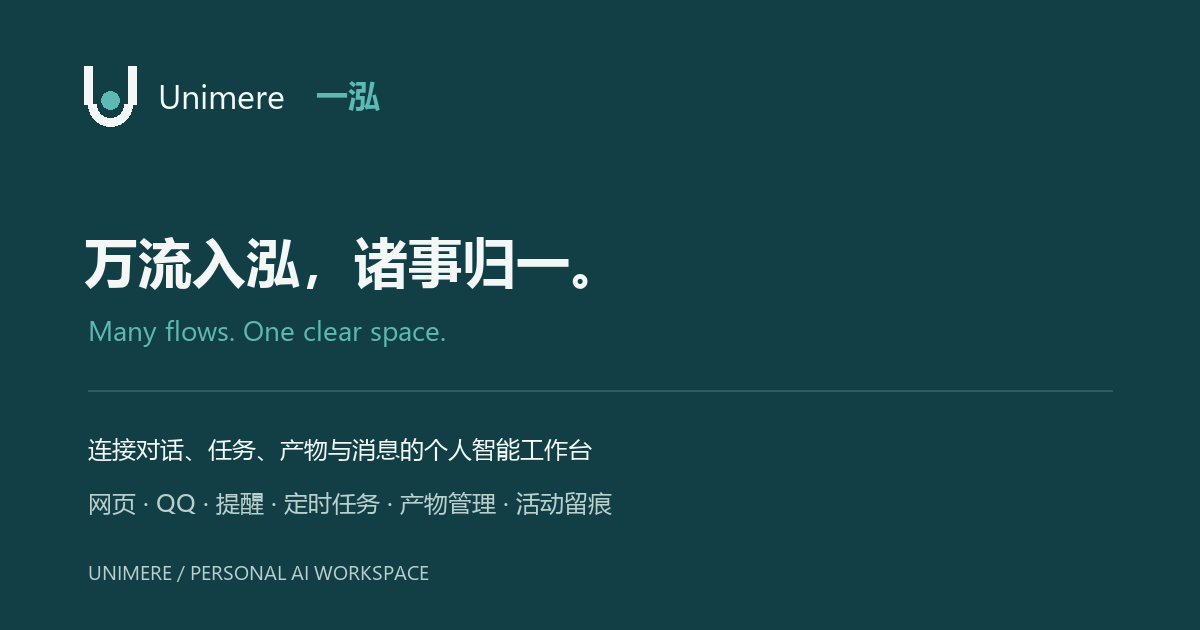 Unimere 一泓
万流入泓，诸事归一。
Many flows. One clear space.
连接对话、任务、产物与消息的个人智能工作台
网页 · QQ · 提醒 · 定时任务 · 产物管理 · 活动留痕
UNIMERE / PERSONAL AI WORKSPACE